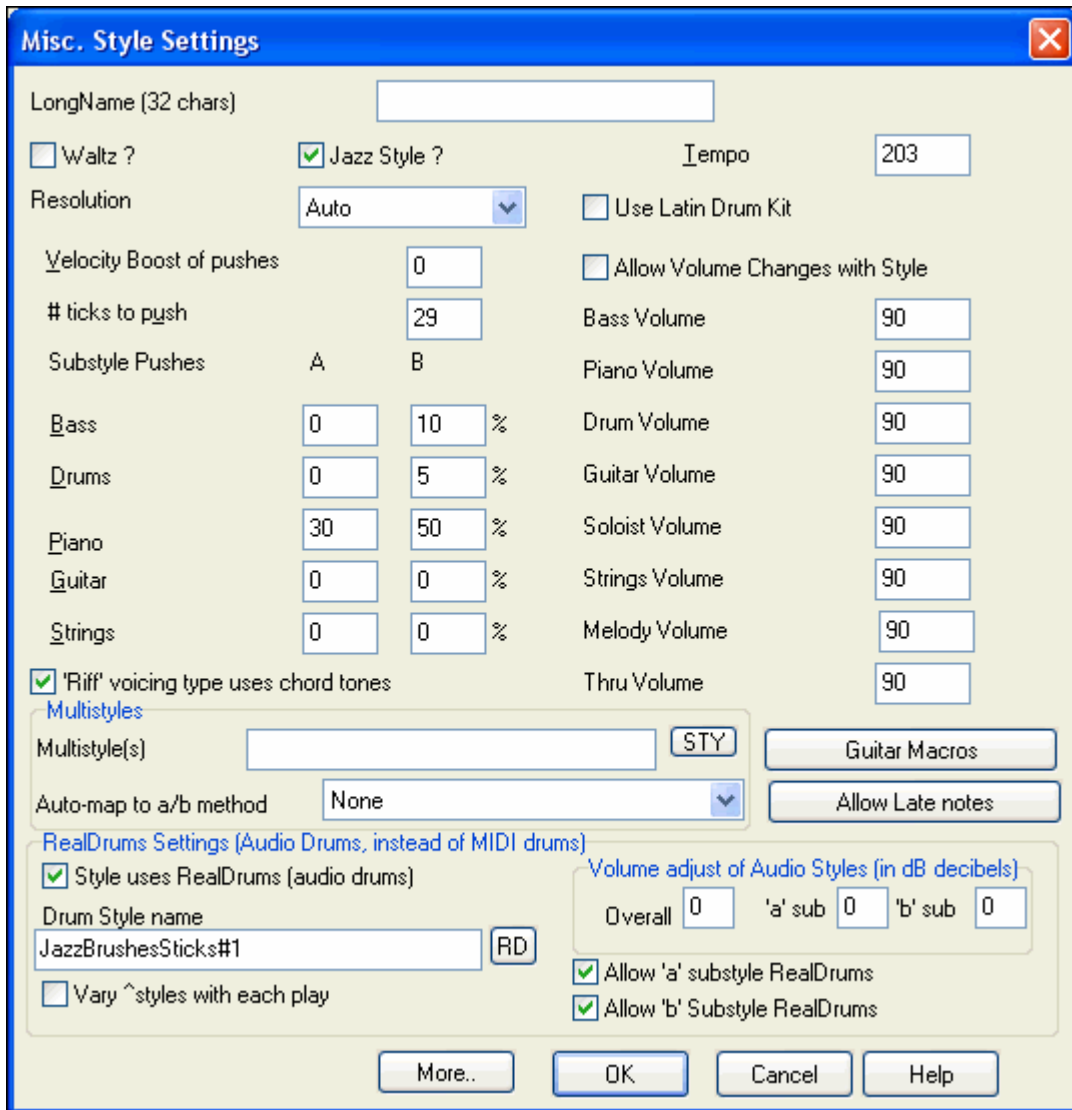 Misc. Style Settings
LongName (32 chars)
Waltz ? Jazz Style ? Tempo 203
Resolution Auto Use Latin Drum Kit
Velocity Boost of pushes 0 Allow Volume Changes with Style
# ticks to push 29 Bass Volume 90
Substyle Pushes A B Piano Volume 90
Bass 0 10 % Drum Volume 90
Drums 0 5 % Guitar Volume 90
Piano 30 50 % Soloist Volume 90
Guitar 0 0 % Strings Volume 90
Strings 0 0 % Melody Volume 90
'Riff' voicing type uses chord tones Thru Volume 90
Multistyles
Multistyle(s) STY Guitar Macros
Auto-map to a/b method None Allow Late notes
RealDrums Settings (Audio Drums, instead of MIDI drums)
Style uses RealDrums (audio drums) Volume adjust of Audio Styles (in dB decibels)
Drum Style name Overall 0 'a' sub 0 'b' sub 0
JazzBrushesSticks#1 RD
Allow 'a' substyle RealDrums
Vary ^styles with each play Allow 'b' Substyle RealDrums
More.. OK Cancel Help